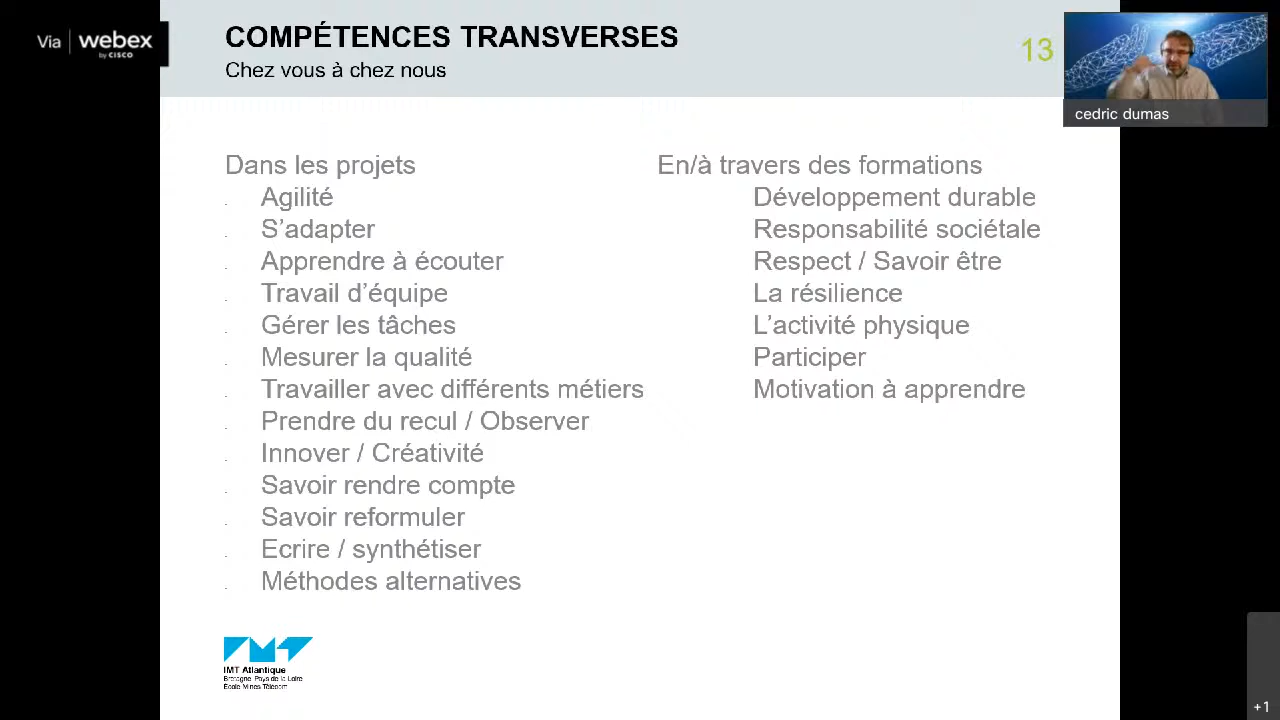 Via webex
by CISCO
COMPÉTENCES TRANSVERSES
Chez vous à chez nous
13
cedric dumas
Dans les projets
Agilité
S’adapter
Apprendre à écouter
Travail d’équipe
Gérer les tâches
Mesurer la qualité
Travailler avec différents métiers
Prendre du recul / Observer
Innover / Créativité
Savoir rendre compte
Savoir reformuler
Ecrire / synthétiser
Méthodes alternatives
En/à travers des formations
Développement durable
Responsabilité sociétale
Respect / Savoir être
La résilience
L’activité physique
Participer
Motivation à apprendre
IMT Atlantique
Bretagne-Pays de la Loire
École Mines-Télécom
+1